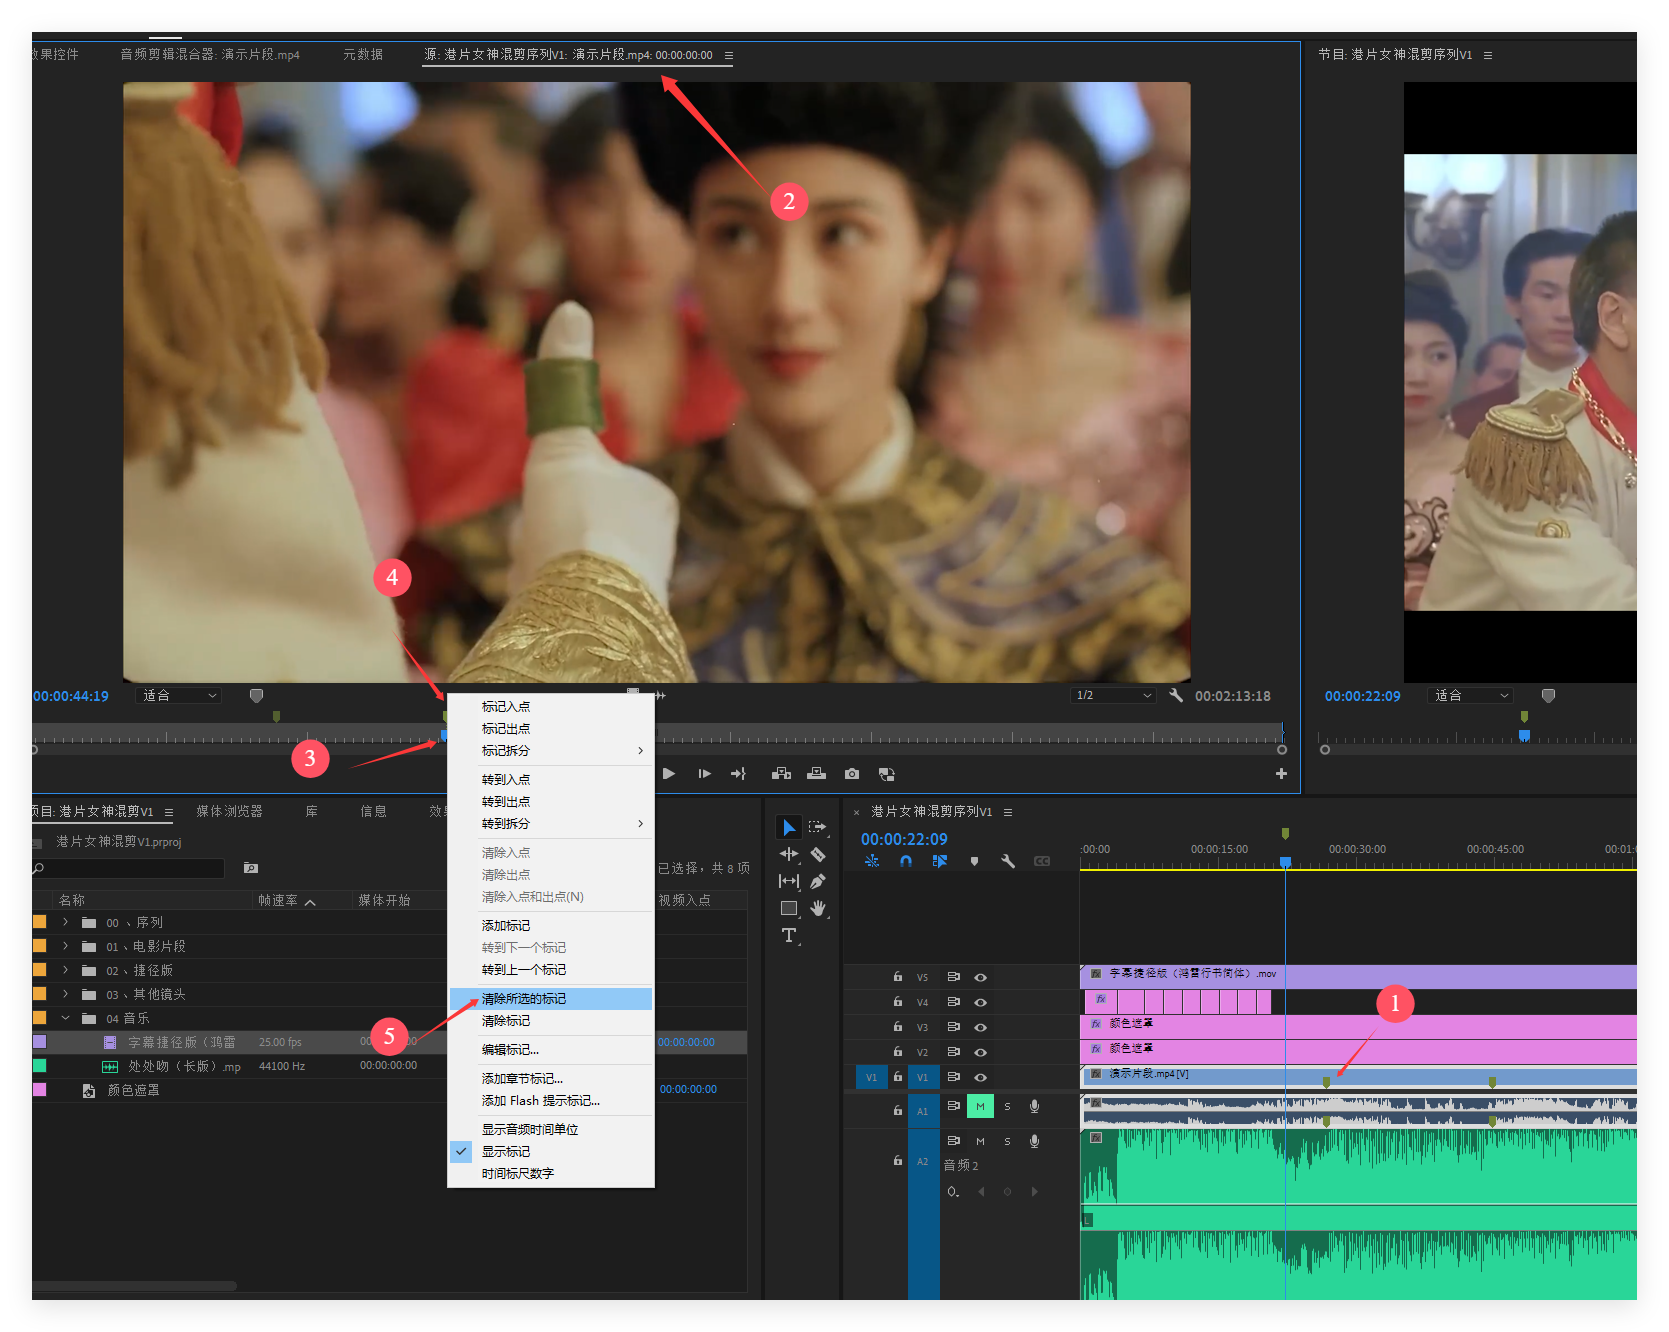 效果控件
音频剪辑混合器: 演示片段.mp4
元数据
源: 港片女神混剪序列V1: 演示片段.mp4: 00:00:00:00
节目: 港片女神混剪序列V1
2
4
00:00:44:19
适合
1/2
00:02:13:18
00:00:22:09
适合
3
标记入点
标记出点
标记拆分
转到入点
转到出点
转到拆分
清除入点
清除出点
清除入点和出点(N)
添加标记
转到下一个标记
转到上一个标记
清除所选的标记
清除标记
编辑标记...
添加章节标记...
添加 Flash 提示标记...
显示音频时间单位
显示标记
时间标尺数字
5
项目: 港片女神混剪V1
媒体浏览器
库
信息
效
港片女神混剪V1.prproj
已选择，共 8 项
名称
帧速率
媒体开始
视频入点
00 、序列
01、电影片段
02、捷径版
03、其他镜头
04 音乐
字幕捷径版（鸿雷
25.00 fps
00:00:00:00
处处吻（长版）.mp
44100 Hz
00:00:00:00
颜色遮罩
00:00:00:00
港片女神混剪序列V1
00:00:22:09
:00:00
00:00:15:00
00:00:30:00
00:00:45:00
00:01:0
V5
字幕捷径版（鸿雷行书简体）.mov
V4
fx
1
V3
fx
颜色遮罩
V2
fx
颜色遮罩
V1
V1
fx
演示片段.mp4 [V]
A1
M
S
fx
A2
M
S
fx
音频 2
L